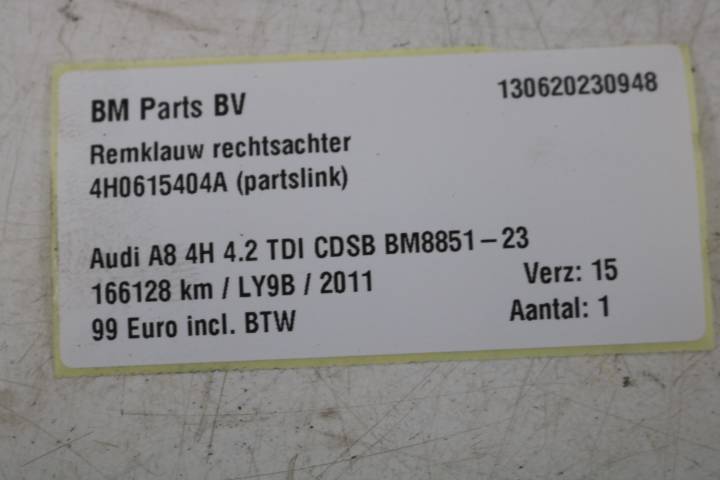 BM Parts BV 130620230948
Remklauw rechtsachter
4H0615404A (partslink)
Audi A8 4H 4.2 TDI CDSB BM8851-23
166128 km / LY9B / 2011 Verz: 15
99 Euro incl. BTW Aantal: 1